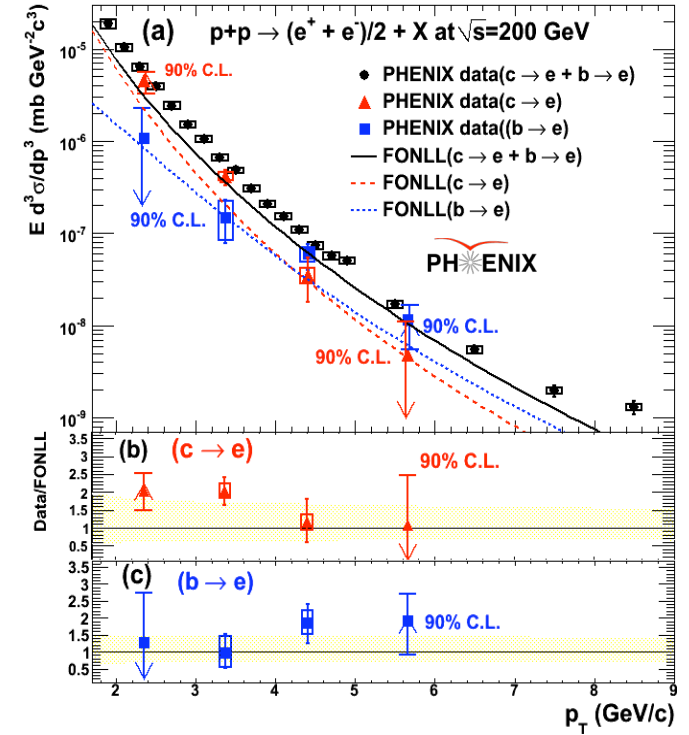 (a) p+p → (e⁺ + e⁻)/2 + X at √s=200 GeV
E d³σ/dp³ (mb GeV⁻²c³)
10⁻⁵
10⁻⁶
10⁻⁷
10⁻⁸
10⁻⁹
90% C.L.
PHENIX data(c → e + b → e)
PHENIX data(c → e)
PHENIX data((b → e)
FONLL(c → e + b → e)
FONLL(c → e)
FONLL(b → e)
90% C.L.
PHENIX
90% C.L.
90% C.L.
Data/FONLL
(b) (c → e)
90% C.L.
3.5
3
2.5
2
1.5
1
0.5
(c) (b → e)
90% C.L.
3.5
3
2.5
2
1.5
1
0.5
2 3 4 5 6 7 8 9
p_T (GeV/c)